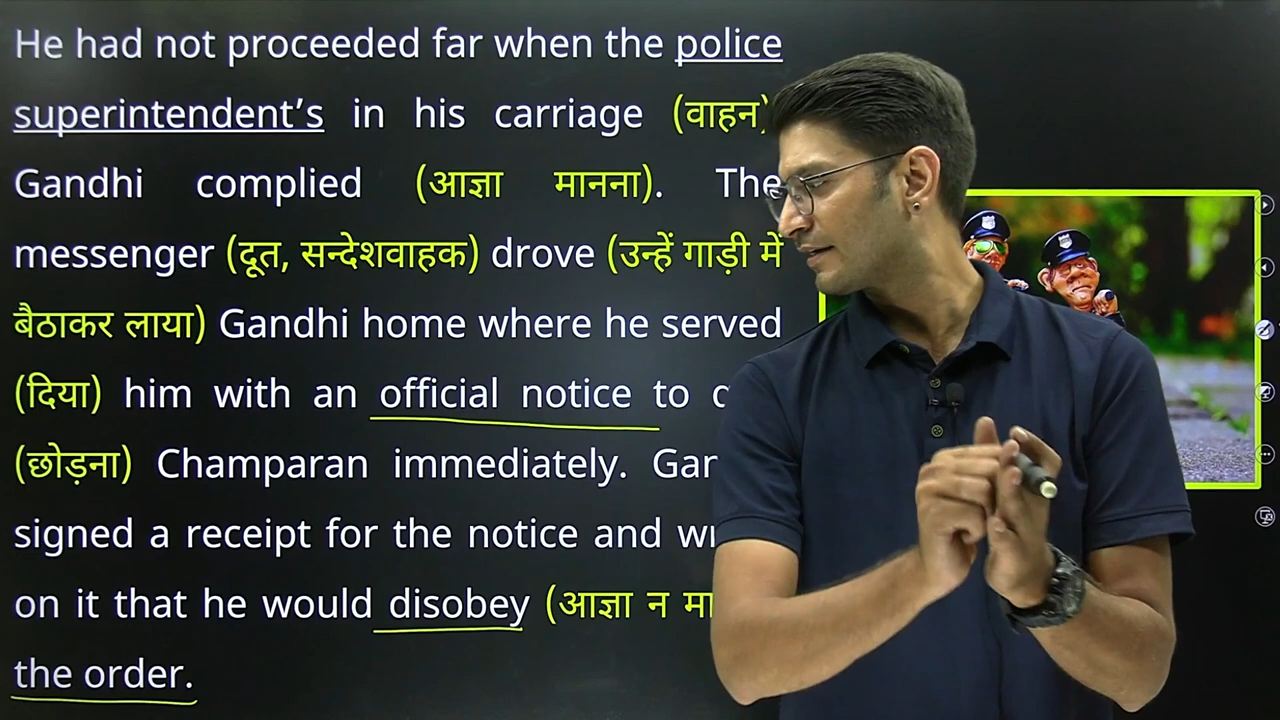 He had not proceeded far when the police
superintendent’s in his carriage (वाहन)
Gandhi complied (आज्ञा मानना). The
messenger (दूत, सन्देशवाहक) drove (उन्हें गाड़ी में
बैठाकर लाया) Gandhi home where he served
(दिया) him with an official notice to
(छोड़ना) Champaran immediately.
signed a receipt for the notice and
on it that he would disobey (आज्ञा न
the order.